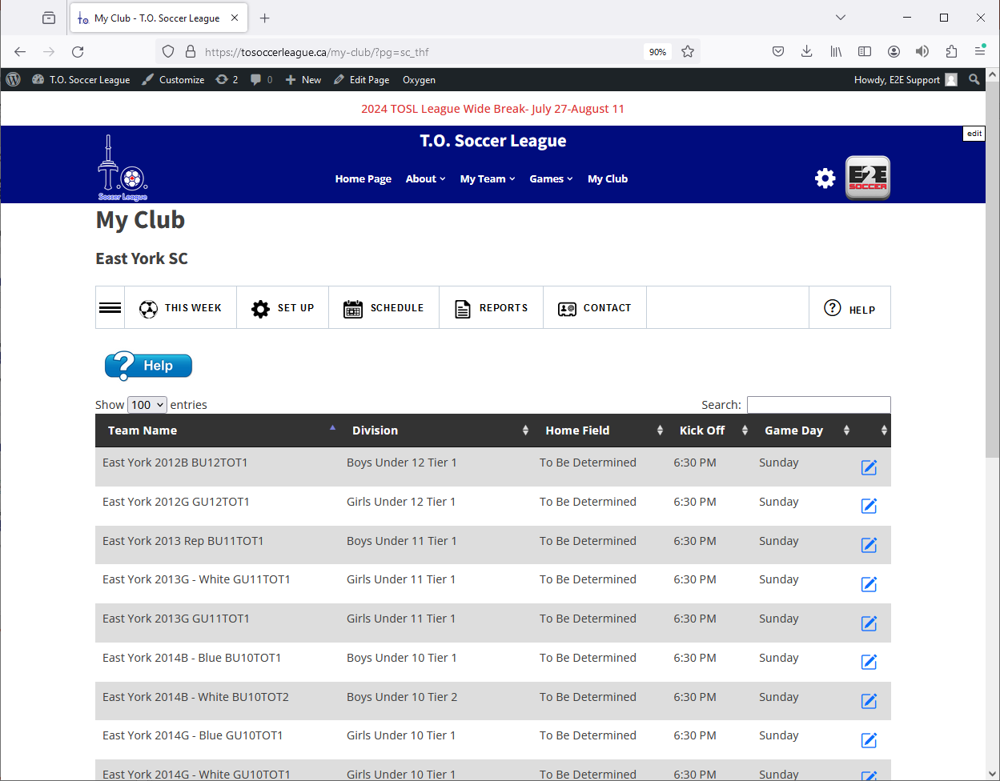 My Club - T.O. Soccer League
https://tosoccerleague.ca/my-club/?pg=sc_thf 90%
T.O. Soccer League Customize 2 0 New Edit Page Oxygen Howdy, E2E Support
2024 TOSL League Wide Break- July 27-August 11
edit
T.O. Soccer League
T.
Soccer League
Home Page About My Team Games My Club
E2E
SOCCER
My Club
East York SC
THIS WEEK SET UP SCHEDULE REPORTS CONTACT HELP
? Help
Show 100 entries Search:
Team Name Division Home Field Kick Off Game Day
East York 2012B BU12TOT1 Boys Under 12 Tier 1 To Be Determined 6:30 PM Sunday
East York 2012G GU12TOT1 Girls Under 12 Tier 1 To Be Determined 6:30 PM Sunday
East York 2013 Rep BU11TOT1 Boys Under 11 Tier 1 To Be Determined 6:30 PM Sunday
East York 2013G - White GU11TOT1 Girls Under 11 Tier 1 To Be Determined 6:30 PM Sunday
East York 2013G GU11TOT1 Girls Under 11 Tier 1 To Be Determined 6:30 PM Sunday
East York 2014B - Blue BU10TOT1 Boys Under 10 Tier 1 To Be Determined 6:30 PM Sunday
East York 2014B - White BU10TOT2 Boys Under 10 Tier 2 To Be Determined 6:30 PM Sunday
East York 2014G - Blue GU10TOT1 Girls Under 10 Tier 1 To Be Determined 6:30 PM Sunday
East York 2014G - White GU10TOT1 Girls Under 10 Tier 1 To Be Determined 6:30 PM Sunday